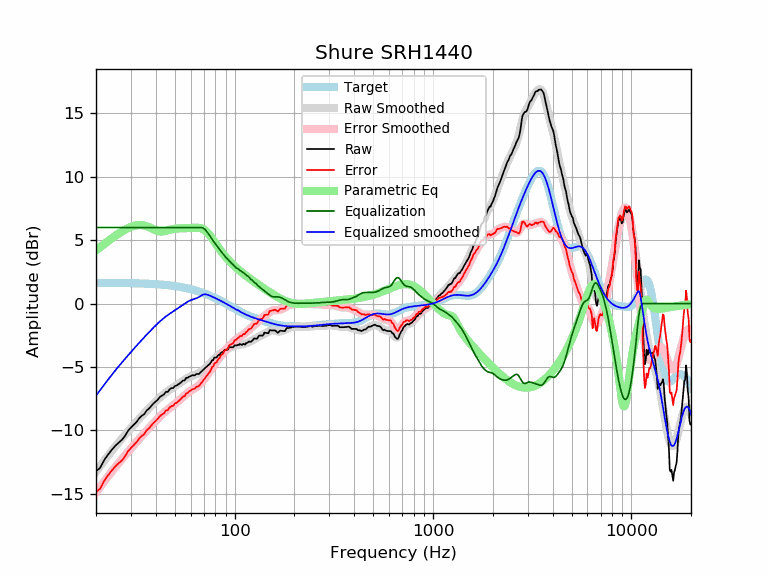 Shure SRH1440
Target
Raw Smoothed
Error Smoothed
Raw
Error
Parametric Eq
Equalization
Equalized smoothed
15
10
5
0
−5
−10
−15
Amplitude (dBr)
100
1000
10000
Frequency (Hz)